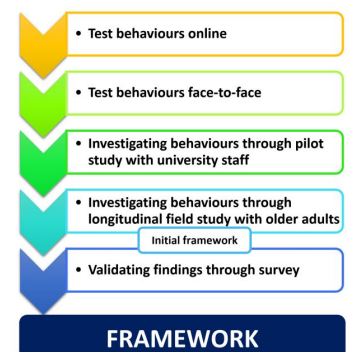 • Test behaviours online
• Test behaviours face-to-face
• Investigating behaviours through pilot
study with university staff
• Investigating behaviours through
longitudinal field study with older adults
Initial framework
• Validating findings through survey
FRAMEWORK